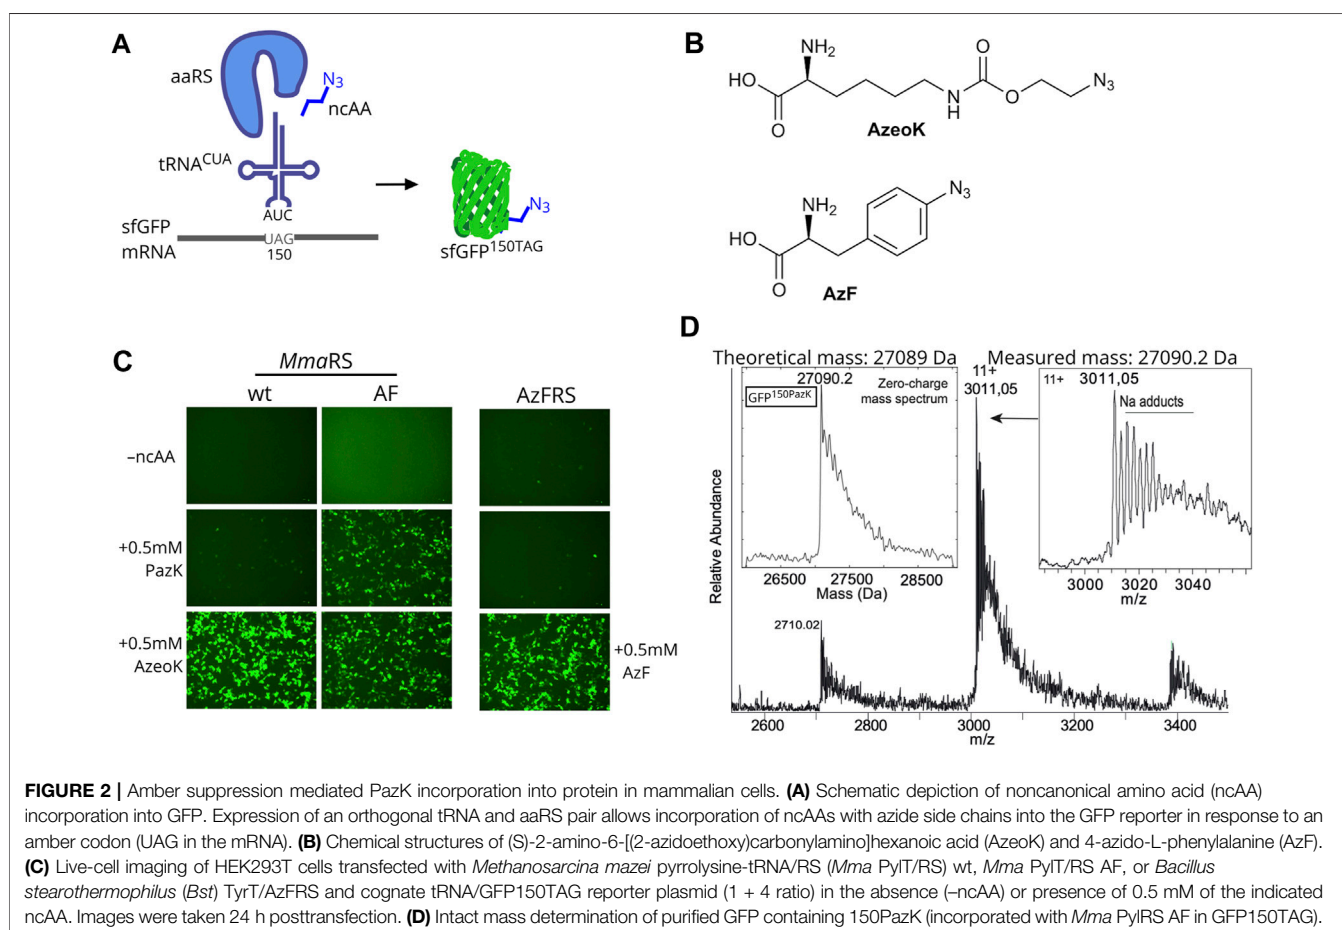 A
aaRS
N3
ncAA
tRNACUA
AUC
sfGFP
mRNA
UAG
150
N3
sfGFP150TAG
B
NH2
HO
O
N
H
O
O
N3
AzeoK
NH2
HO
O
N3
AzF
C
MmaRS
wt
AF
AzFRS
–ncAA
+0.5mM
PazK
+0.5mM
AzeoK
+0.5mM
AzF
D
Theoretical mass: 27089 Da
Measured mass: 27090.2 Da
27090.2
GFP150PazK
Zero-charge
mass spectrum
26500 27500 28500
Mass (Da)
11+
3011,05
11+ 3011,05
Na adducts
3000 3020 3040
m/z
Relative Abundance
2710.02
2600 2800 3000 3200 3400
m/z
FIGURE 2 | Amber suppression mediated PazK incorporation into protein in mammalian cells. (A) Schematic depiction of noncanonical amino acid (ncAA)
incorporation into GFP. Expression of an orthogonal tRNA and aaRS pair allows incorporation of ncAAs with azide side chains into the GFP reporter in response to an
amber codon (UAG in the mRNA). (B) Chemical structures of (S)-2-amino-6-[(2-azidoethoxy)carbonylamino]hexanoic acid (AzeoK) and 4-azido-L-phenylalanine (AzF).
(C) Live-cell imaging of HEK293T cells transfected with Methanosarcina mazei pyrrolysine-tRNA/RS (Mma PylT/RS) wt, Mma PylT/RS AF, or Bacillus
stearothermophilus (Bst) TyrT/AzFRS and cognate tRNA/GFP150TAG reporter plasmid (1 + 4 ratio) in the absence (–ncAA) or presence of 0.5 mM of the indicated
ncAA. Images were taken 24 h posttransfection. (D) Intact mass determination of purified GFP containing 150PazK (incorporated with Mma PylRS AF in GFP150TAG).